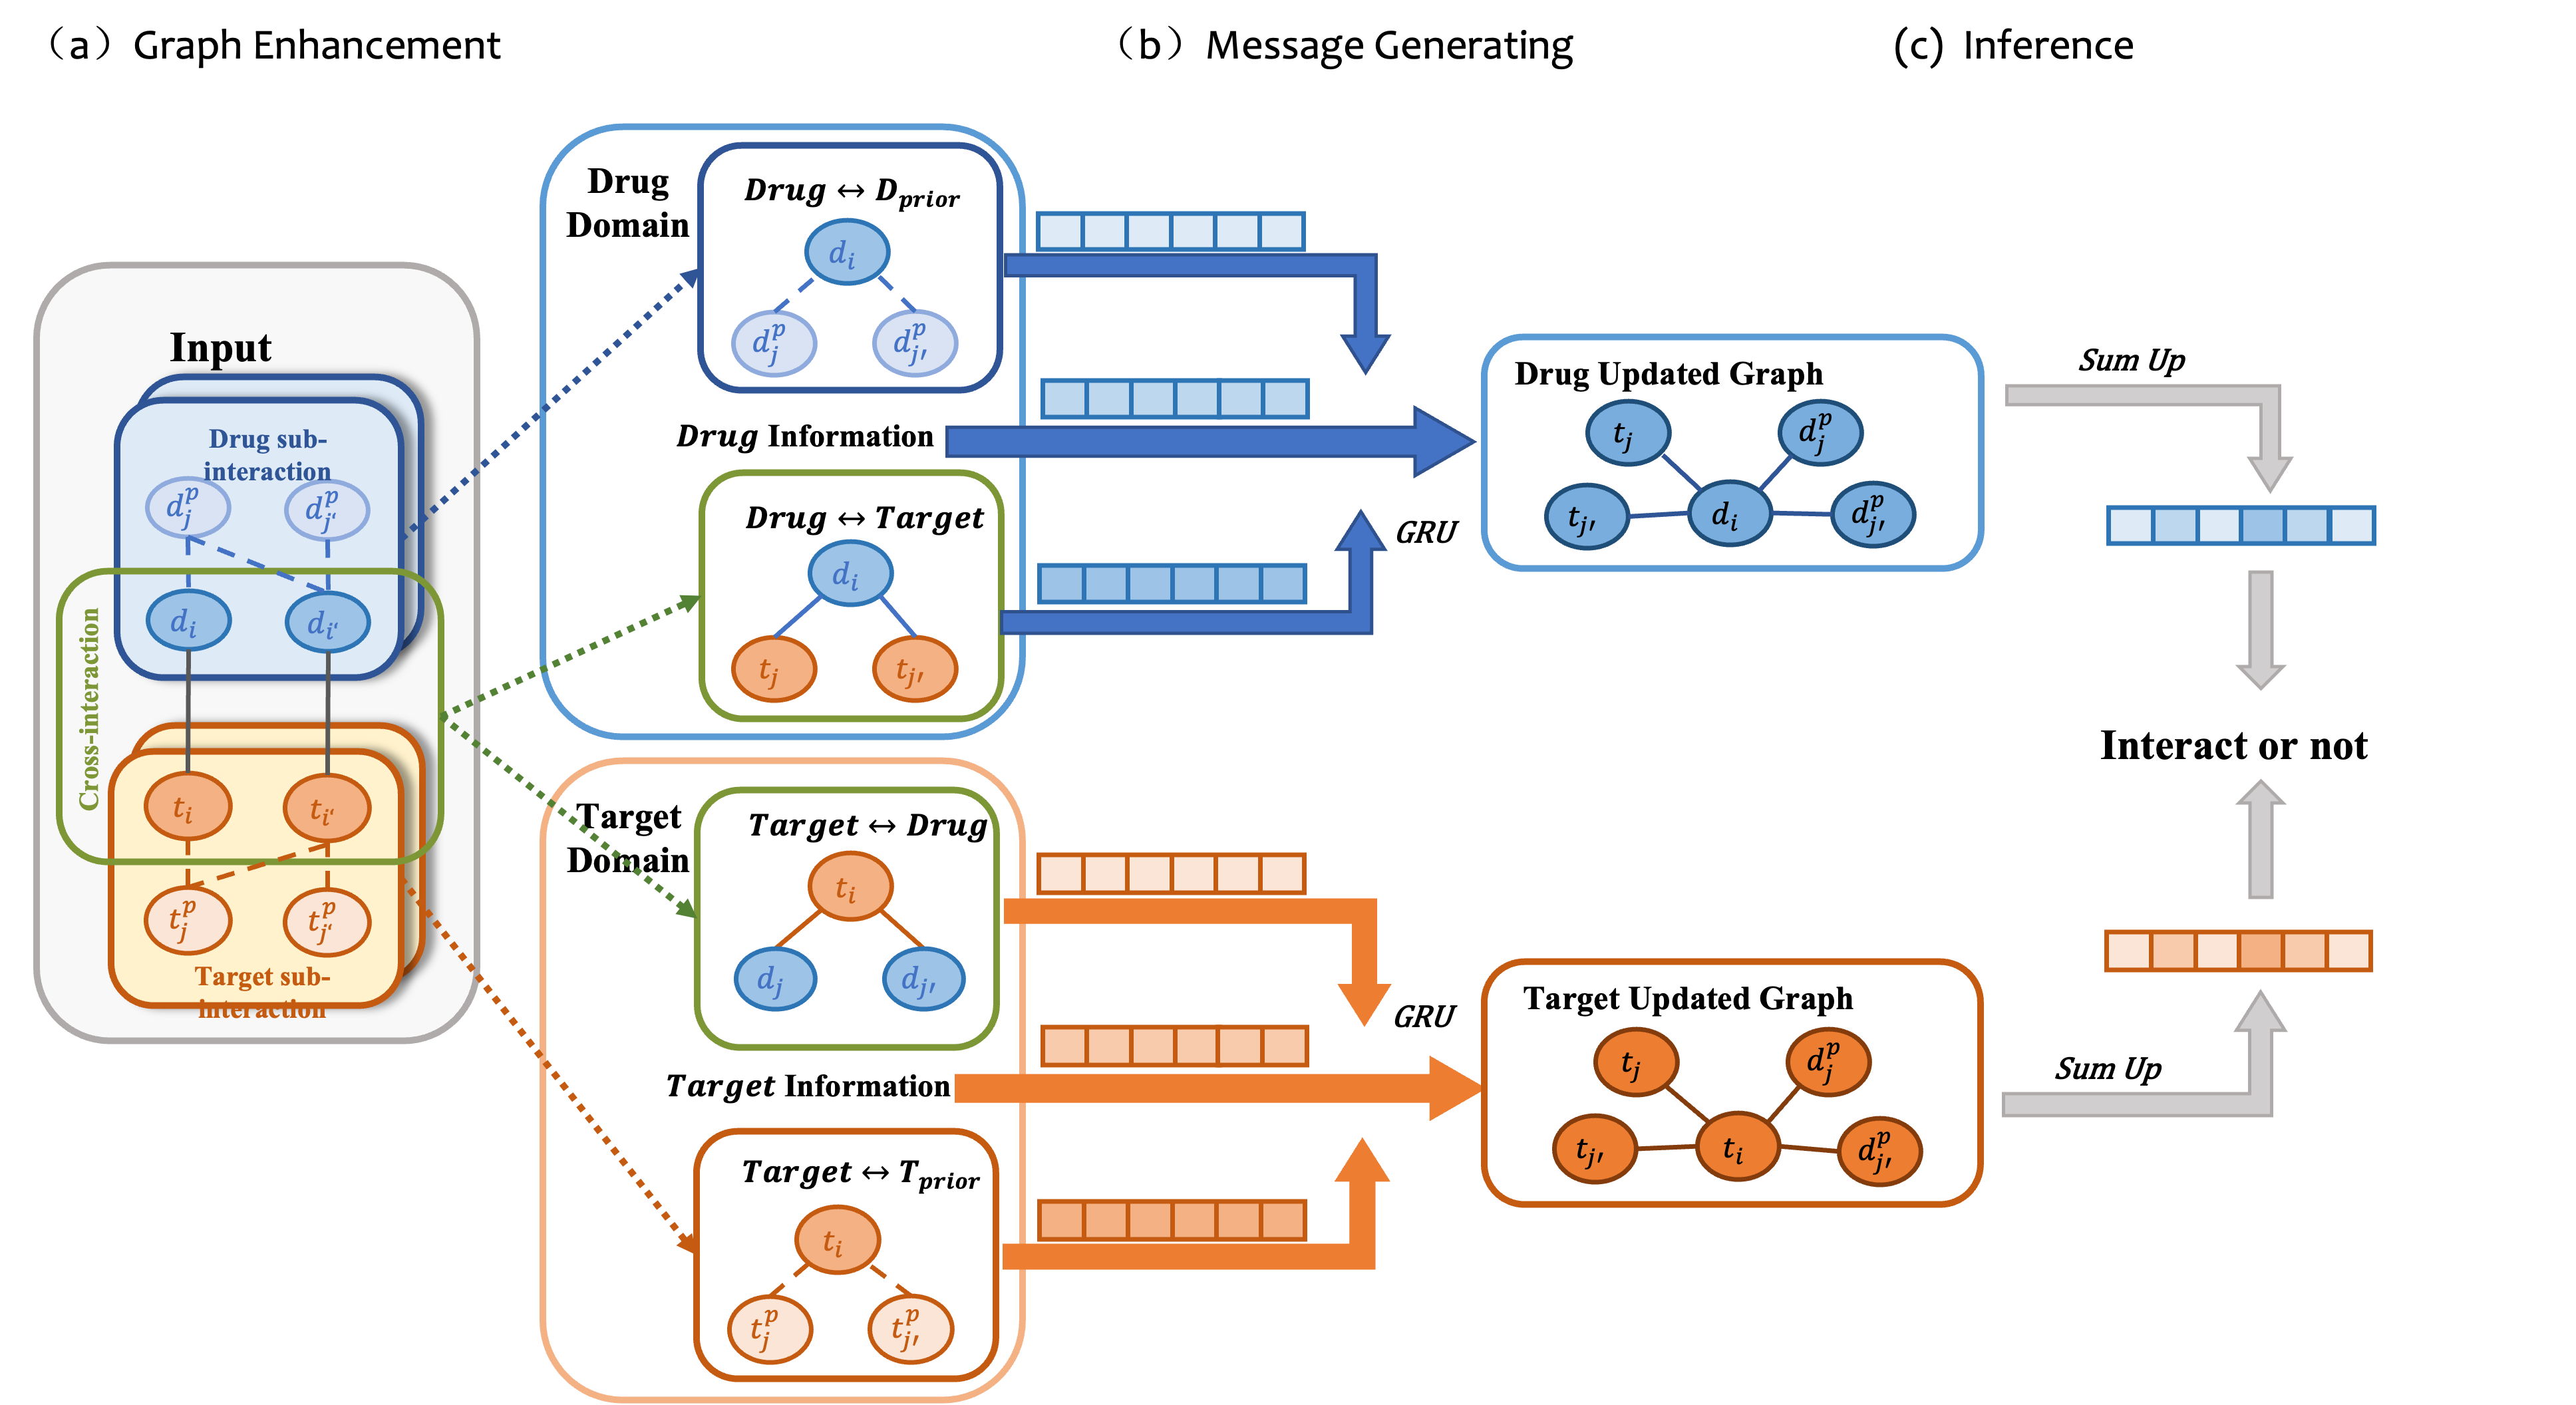 （a）Graph Enhancement
（b）Message Generating
(c) Inference
Input
Drug sub-
interaction
d_j^p
d_{j‘}^p
d_i
d_{i‘}
Cross-interaction
t_i
t_{i‘}
t_j^p
t_{j‘}^p
Target sub-
interaction
Drug
Domain
Drug ↔ D_{prior}
d_i
d_j^p
d_{j′}^p
Drug Information
Drug ↔ Target
d_i
t_j
t_{j′}
GRU
Target
Domain
Target ↔ Drug
t_i
d_j
d_{j′}
Target Information
Target ↔ T_{prior}
t_i
t_j^p
t_{j′}^p
GRU
Drug Updated Graph
t_j
d_j^p
t_{j′}
d_i
d_{j′}^p
Target Updated Graph
t_j
d_j^p
t_{j′}
t_i
d_{j′}^p
Sum Up
Interact or not
Sum Up